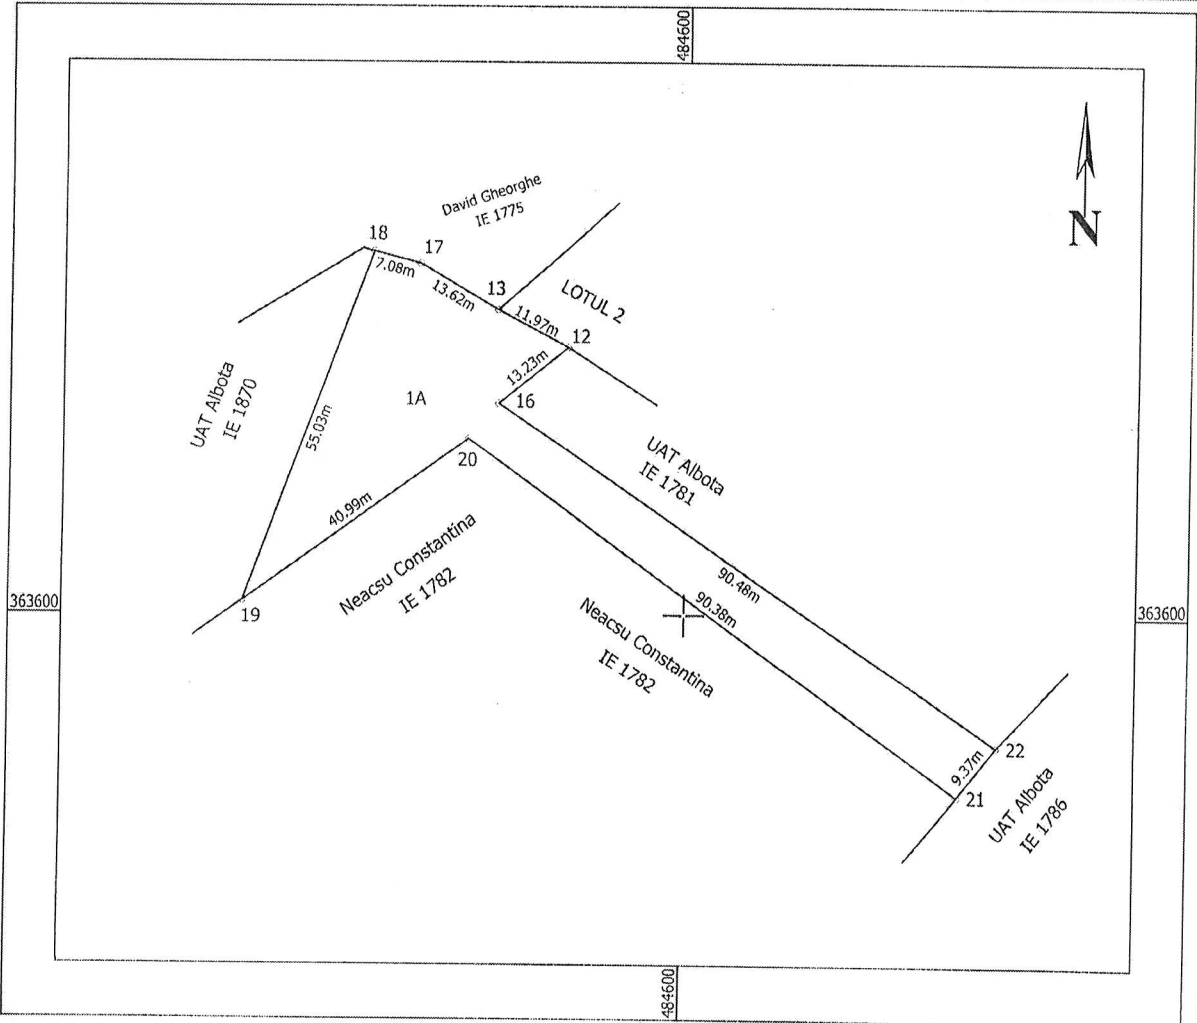 484600
N
David Gheorghe
IE 1775
18
17
7.08m
13.62m
13
LOTUL 2
11.97m
12
13.23m
UAT Albota
IE 1870
1A
16
55.03m
20
UAT Albota
IE 1781
40.99m
Neacsu Constantina
IE 1782
90.48m
90.38m
363600
19
363600
Neacsu Constantina
IE 1782
22
9.37m
21
UAT Albota
IE 1786
484600